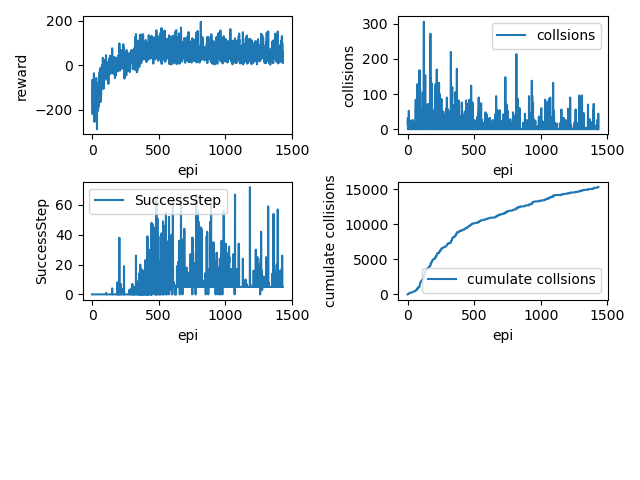 200
0
−200
reward
0
500
1000
1500
epi
300
200
100
0
collisions
collsions
0
500
1000
1500
epi
60
40
20
0
SuccessStep
SuccessStep
0
500
1000
1500
epi
15000
10000
5000
0
cumulate collisions
cumulate collsions
0
500
1000
1500
epi